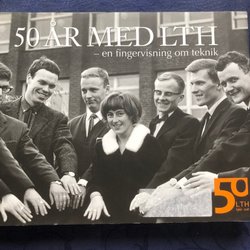 50 ÅR MED LTH
– en fingervisning om teknik
50
LTH